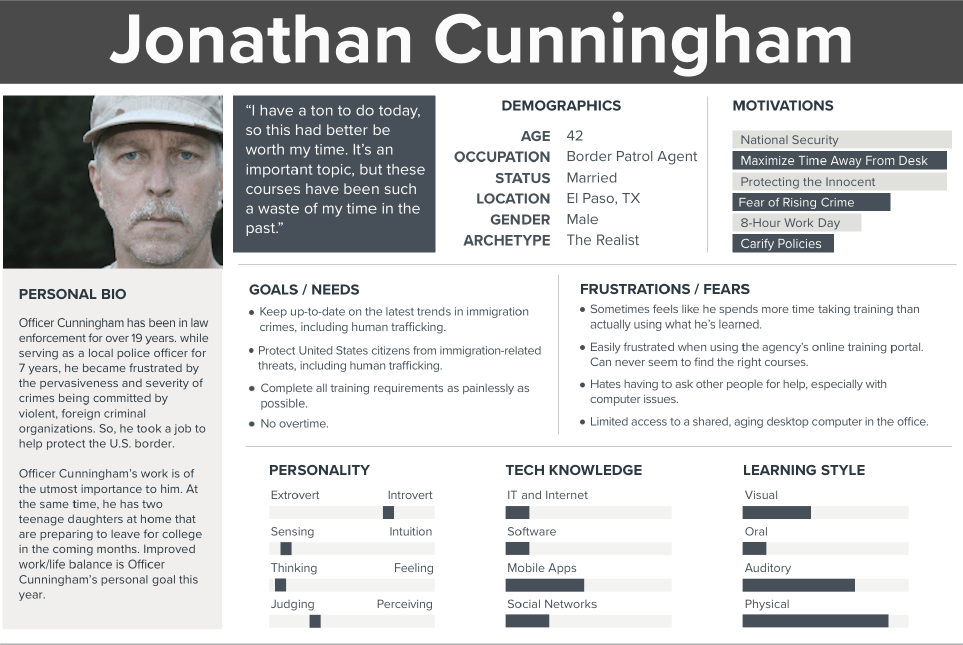 Jonathan Cunningham
“I have a ton to do today,
so this had better be
worth my time. It’s an
important topic, but these
courses have been such
a waste of my time in the
past.”
DEMOGRAPHICS
AGE 42
OCCUPATION Border Patrol Agent
STATUS Married
LOCATION El Paso, TX
GENDER Male
ARCHETYPE The Realist
MOTIVATIONS
National Security
Maximize Time Away From Desk
Protecting the Innocent
Fear of Rising Crime
8-Hour Work Day
Carify Policies
PERSONAL BIO
Officer Cunningham has been in law
enforcement for over 19 years. while
serving as a local police officer for
7 years, he became frustrated by
the pervasiveness and severity of
crimes being committed by
violent, foreign criminal
organizations. So, he took a job to
help protect the U.S. border.
Officer Cunningham’s work is of
the utmost importance to him. At
the same time, he has two
teenage daughters at home that
are preparing to leave for college
in the coming months. Improved
work/life balance is Officer
Cunningham’s personal goal this
year.
GOALS / NEEDS
• Keep up-to-date on the latest trends in immigration
crimes, including human trafficking.
• Protect United States citizens from immigration-related
threats, including human trafficking.
• Complete all training requirements as painlessly as
possible.
• No overtime.
FRUSTRATIONS / FEARS
• Sometimes feels like he spends more time taking training than
actually using what he’s learned.
• Easily frustrated when using the agency’s online training portal.
Can never seem to find the right courses.
• Hates having to ask other people for help, especially with
computer issues.
• Limited access to a shared, aging desktop computer in the office.
PERSONALITY
Extrovert Introvert
Sensing Intuition
Thinking Feeling
Judging Perceiving
TECH KNOWLEDGE
IT and Internet
Software
Mobile Apps
Social Networks
LEARNING STYLE
Visual
Oral
Auditory
Physical